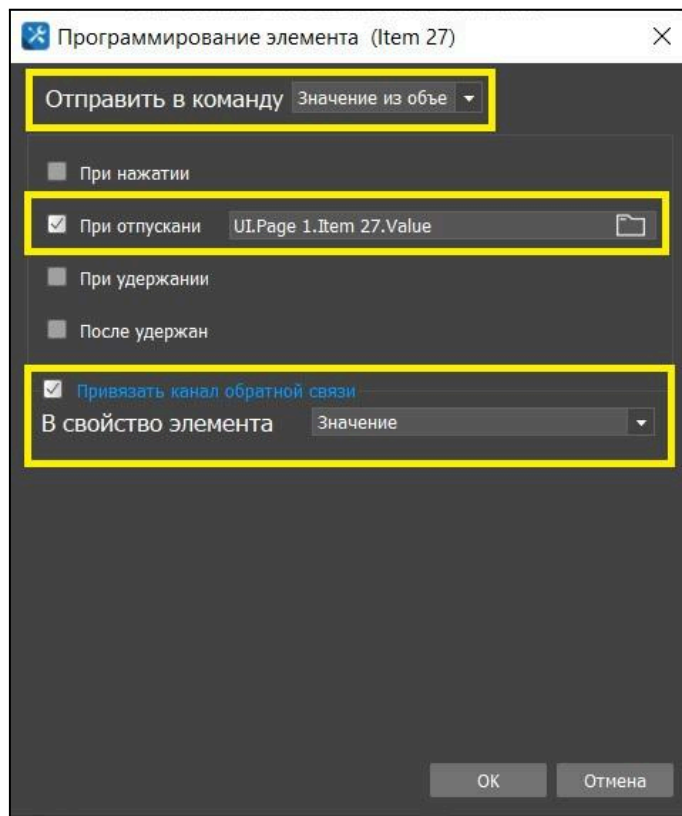 Программирование элемента (Item 27)
Отправить в команду Значение из объе
При нажатии
При отпускани UI.Page 1.Item 27.Value
При удержании
После удержан
Привязать канал обратной связи
В свойство элемента Значение
OK Отмена